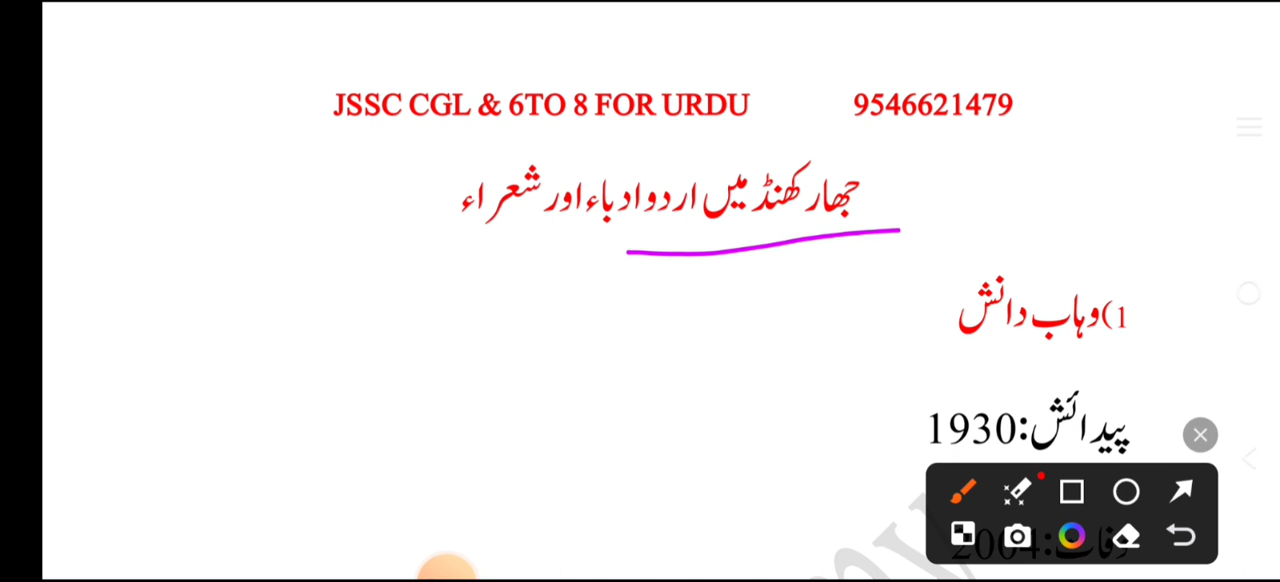 JSSC CGL & 6TO 8 FOR URDU 9546621479
جھارکھنڈ میں اردو ادباء اور شعراء
1)وہاب دانش
پیدائش:1930
وفات:2004